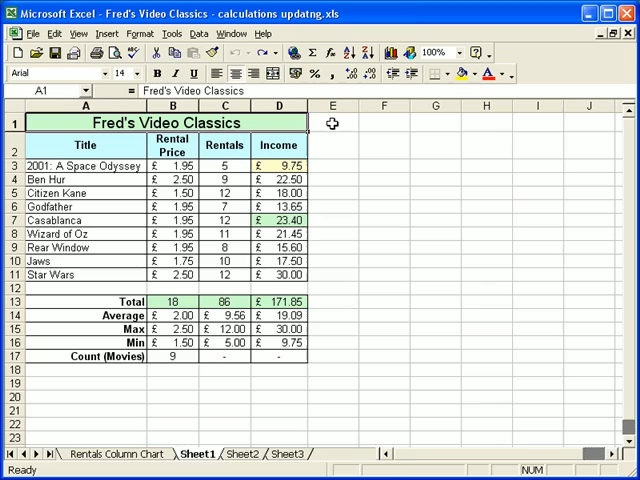 Microsoft Excel - Fred's Video Classics - calculations updatng.xls
File Edit View Insert Format Tools Data Window Help
100%
Arial 14 B I U
A1 = Fred's Video Classics
A B C D E F G H I J
1 Fred's Video Classics
2 Title Rental Price Rentals Income
3 2001: A Space Odyssey £ 1.95 5 £ 9.75
4 Ben Hur £ 2.50 9 £ 22.50
5 Citizen Kane £ 1.50 12 £ 18.00
6 Godfather £ 1.95 7 £ 13.65
7 Casablanca £ 1.95 12 £ 23.40
8 Wizard of Oz £ 1.95 11 £ 21.45
9 Rear Window £ 1.95 8 £ 15.60
10 Jaws £ 1.75 10 £ 17.50
11 Star Wars £ 2.50 12 £ 30.00
12
13 Total 18 86 £ 171.85
14 Average £ 2.00 £ 9.56 £ 19.09
15 Max £ 2.50 £ 12.00 £ 30.00
16 Min £ 1.50 £ 5.00 £ 9.75
17 Count (Movies) 9 - -
18
19
20
21
22
23
Rentals Column Chart Sheet1 Sheet2 Sheet3
Ready NUM